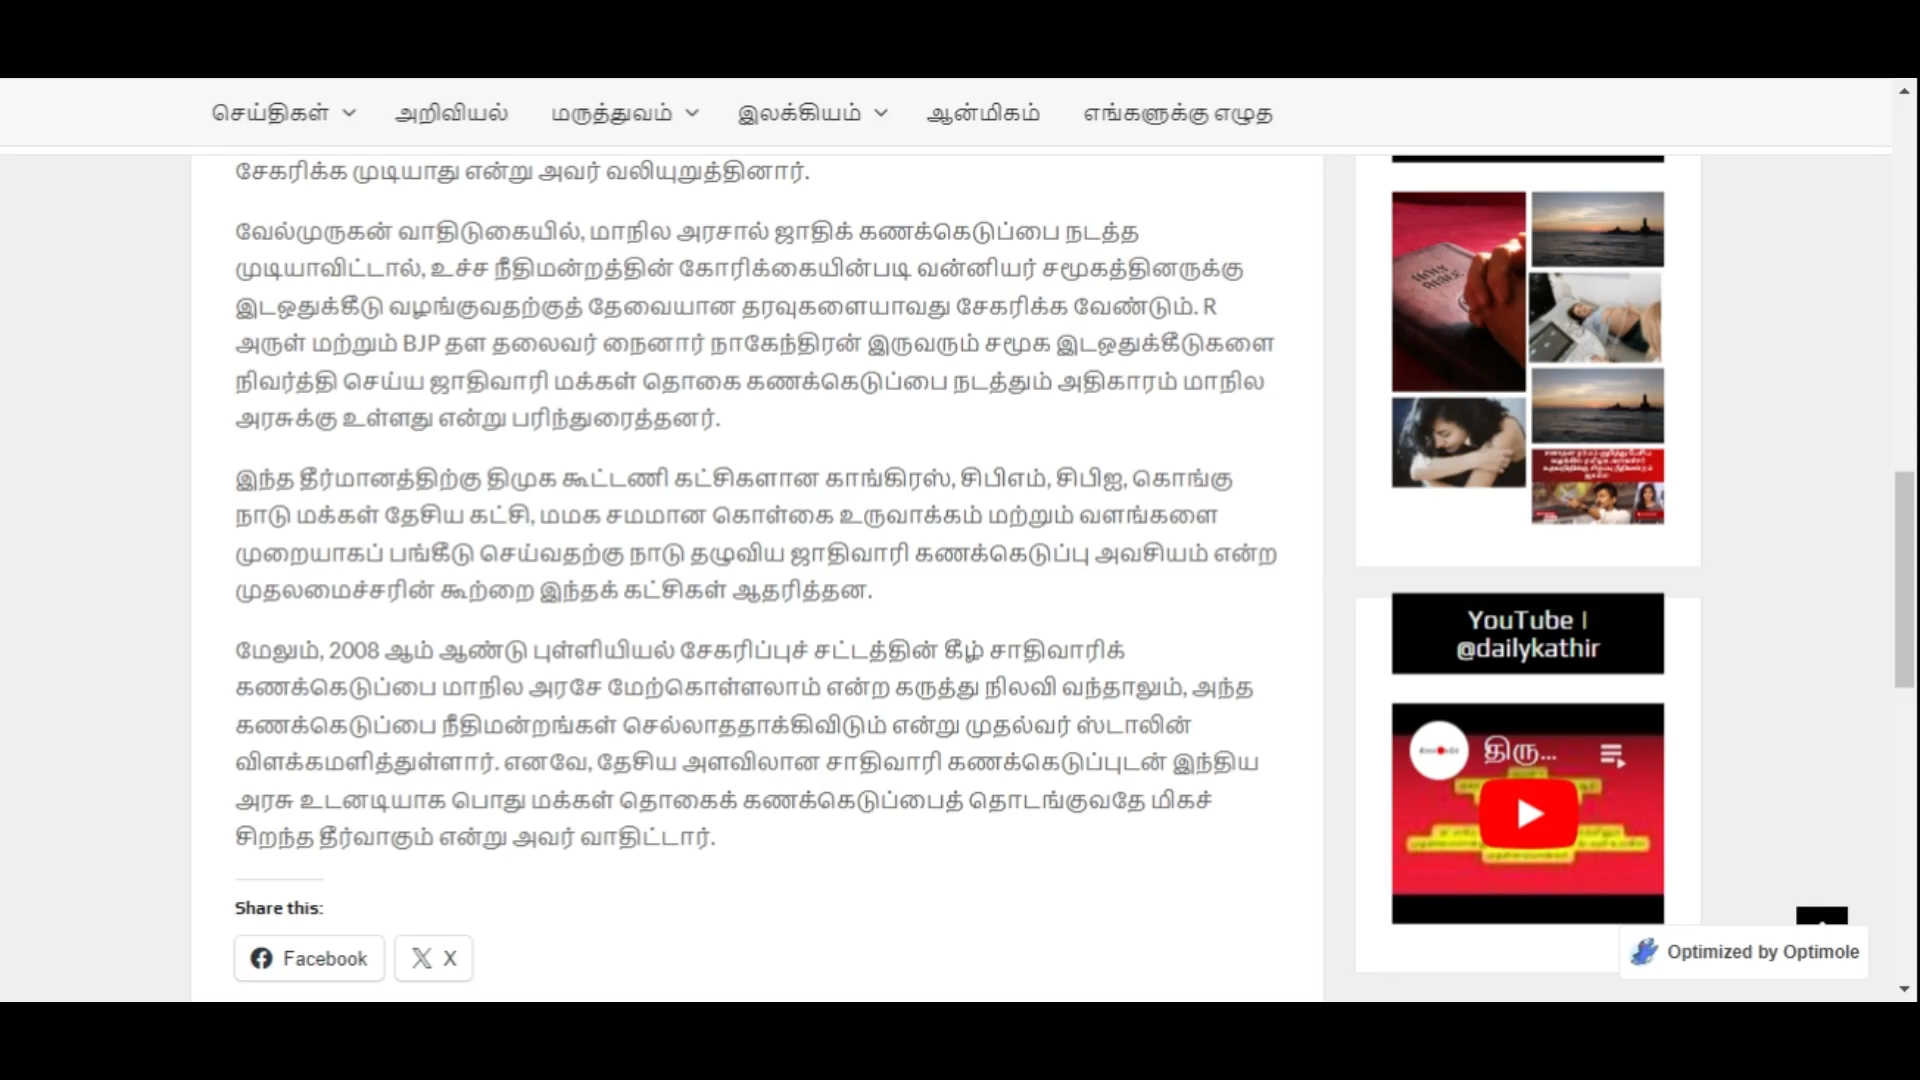 செய்திகள் அறிவியல் மருத்துவம் இலக்கியம் ஆன்மிகம் எங்களுக்கு எழுத
சேகரிக்க முடியாது என்று அவர் வலியுறுத்தினார்.
வேல்முருகன் வாதிடுகையில், மாநில அரசால் ஜாதிக் கணக்கெடுப்பை நடத்த
முடியாவிட்டால், உச்ச நீதிமன்றத்தின் கோரிக்கையின்படி வன்னியர் சமூகத்தினருக்கு
இடஒதுக்கீடு வழங்குவதற்குத் தேவையான தரவுகளையாவது சேகரிக்க வேண்டும். R
அருள் மற்றும் BJP தள தலைவர் நைனார் நாகேந்திரன் இருவரும் சமூக இடஒதுக்கீடுகளை
நிவர்த்தி செய்ய ஜாதிவாரி மக்கள் தொகை கணக்கெடுப்பை நடத்தும் அதிகாரம் மாநில
அரசுக்கு உள்ளது என்று பரிந்துரைத்தனர்.
இந்த தீர்மானத்திற்கு திமுக கூட்டணி கட்சிகளான காங்கிரஸ், சிபிஎம், சிபிஐ, கொங்கு
நாடு மக்கள் தேசிய கட்சி, மமக சமமான கொள்கை உருவாக்கம் மற்றும் வளங்களை
முறையாகப் பங்கீடு செய்வதற்கு நாடு தழுவிய ஜாதிவாரி கணக்கெடுப்பு அவசியம் என்ற
முதலமைச்சரின் கூற்றை இந்தக் கட்சிகள் ஆதரித்தன.
மேலும், 2008 ஆம் ஆண்டு புள்ளியியல் சேகரிப்புச் சட்டத்தின் கீழ் சாதிவாரிக்
கணக்கெடுப்பை மாநில அரசே மேற்கொள்ளலாம் என்ற கருத்து நிலவி வந்தாலும், அந்த
கணக்கெடுப்பை நீதிமன்றங்கள் செல்லாததாக்கிவிடும் என்று முதல்வர் ஸ்டாலின்
விளக்கமளித்துள்ளார். எனவே, தேசிய அளவிலான சாதிவாரி கணக்கெடுப்புடன் இந்திய
அரசு உடனடியாக பொது மக்கள் தொகைக் கணக்கெடுப்பைத் தொடங்குவதே மிகச்
சிறந்த தீர்வாகும் என்று அவர் வாதிட்டார்.
Share this:
Facebook X
HOLY BIBLE
YouTube |
@dailykathir
திரு...
Optimized by Optimole